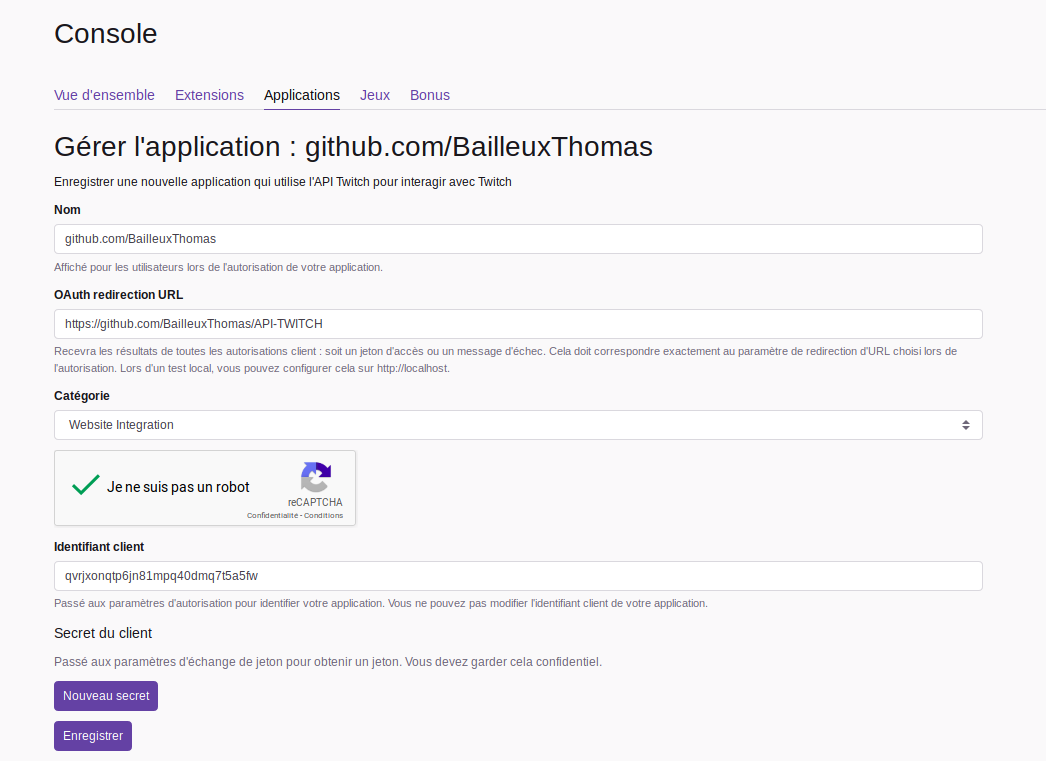 Console
Vue d'ensemble Extensions Applications Jeux Bonus
Gérer l'application : github.com/BailleuxThomas
Enregistrer une nouvelle application qui utilise l'API Twitch pour interagir avec Twitch
Nom
github.com/BailleuxThomas
Affiché pour les utilisateurs lors de l'autorisation de votre application.
OAuth redirection URL
https://github.com/BailleuxThomas/API-TWITCH
Recevra les résultats de toutes les autorisations client : soit un jeton d'accès ou un message d'échec. Cela doit correspondre exactement au paramètre de redirection d'URL choisi lors de
l'autorisation. Lors d'un test local, vous pouvez configurer cela sur http://localhost.
Catégorie
Website Integration
Je ne suis pas un robot
reCAPTCHA
Confidentialité - Conditions
Identifiant client
qvrjxonqtp6jn81mpq40dmq7t5a5fw
Passé aux paramètres d'autorisation pour identifier votre application. Vous ne pouvez pas modifier l'identifiant client de votre application.
Secret du client
Passé aux paramètres d'échange de jeton pour obtenir un jeton. Vous devez garder cela confidentiel.
Nouveau secret
Enregistrer